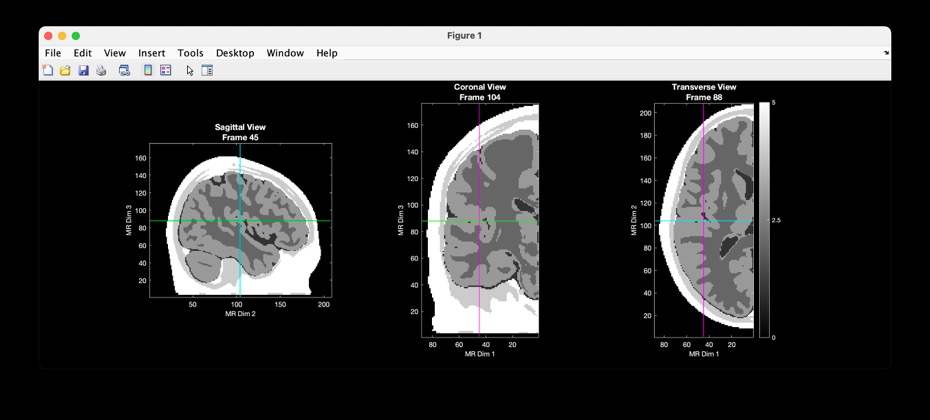 Figure 1
File Edit View Insert Tools Desktop Window Help
Sagittal View
Frame 45
160
140
120
100
80
60
40
20
50 100 150 200
MR Dim 3
MR Dim 2
Coronal View
Frame 104
160
140
120
100
80
60
40
20
80 60 40 20
MR Dim 3
MR Dim 1
Transverse View
Frame 88
200
180
160
140
120
100
80
60
40
20
80 60 40 20
MR Dim 2
MR Dim 1
5
2.5
0